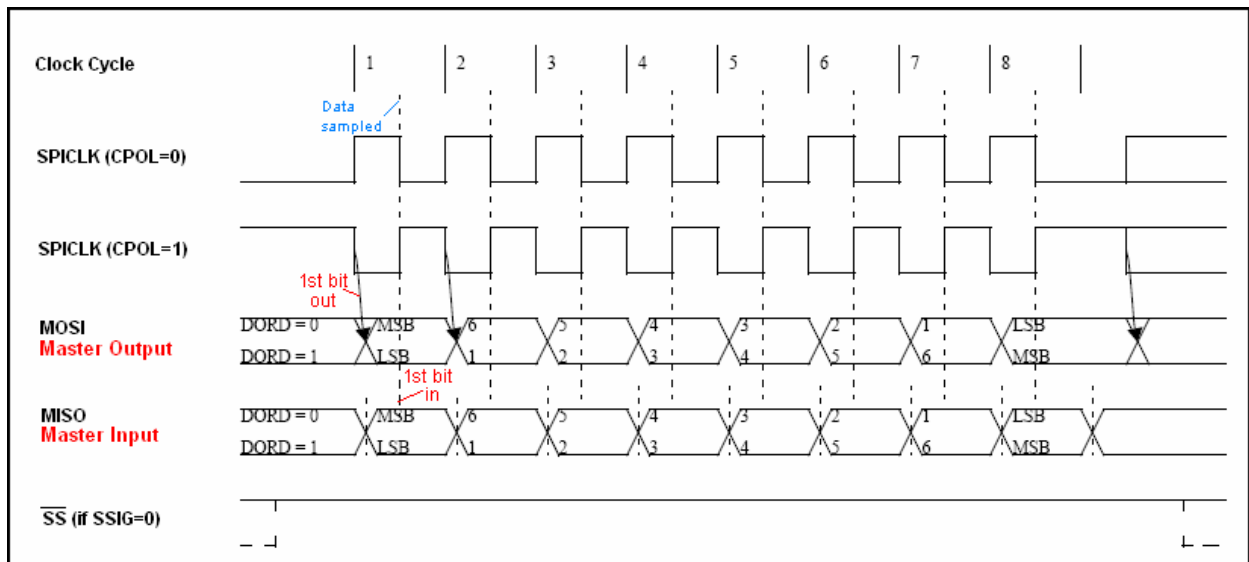 Clock Cycle 1 2 3 4 5 6 7 8
Data
sampled
SPICLK (CPOL=0)
SPICLK (CPOL=1)
1st bit
out
MOSI DORD = 0 MSB 6 5 4 3 2 1 LSB
Master Output DORD = 1 LSB 1 2 3 4 5 6 MSB
1st bit
in
MISO DORD = 0 MSB 6 5 4 3 2 1 LSB
Master Input DORD = 1 LSB 1 2 3 4 5 6 MSB
SS (if SSIG=0)